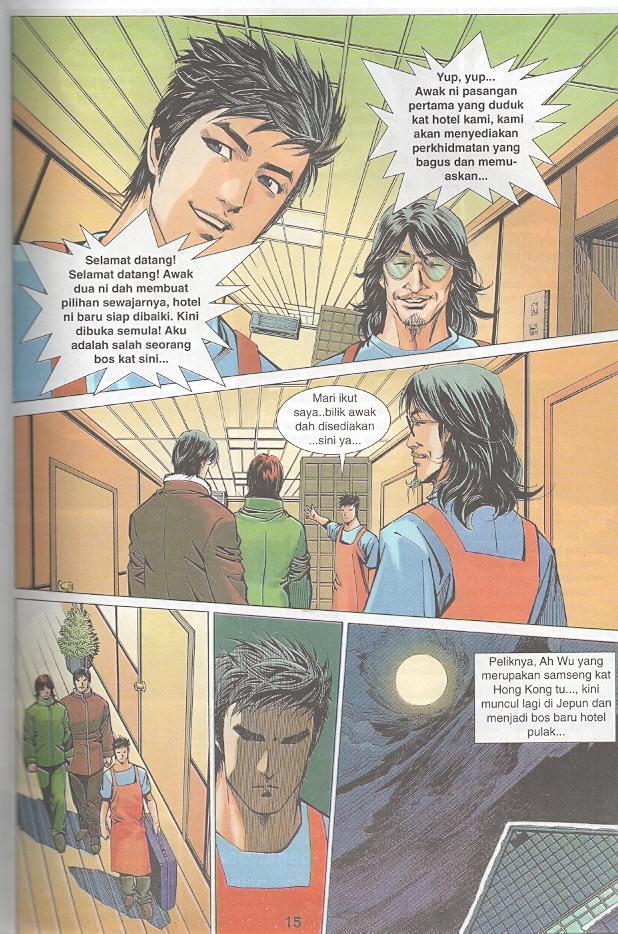 Yup, yup...
Awak ni pasangan
pertama yang duduk
kat hotel kami, kami
akan menyediakan
perkhidmatan yang
bagus dan memu-
askan...
Selamat datang!
Selamat datang! Awak
dua ni dah membuat
pilihan sewajarnya, hotel
ni baru siap dibaiki. Kini
dibuka semula! Aku
adalah salah seorang
bos kat sini...
Mari ikut
saya..bilik awak
dah disediakan
...sini ya...
Peliknya, Ah Wu yang
merupakan samseng kat
Hong Kong tu..., kini
muncul lagi di Jepun dan
menjadi bos baru hotel
pulak...
15